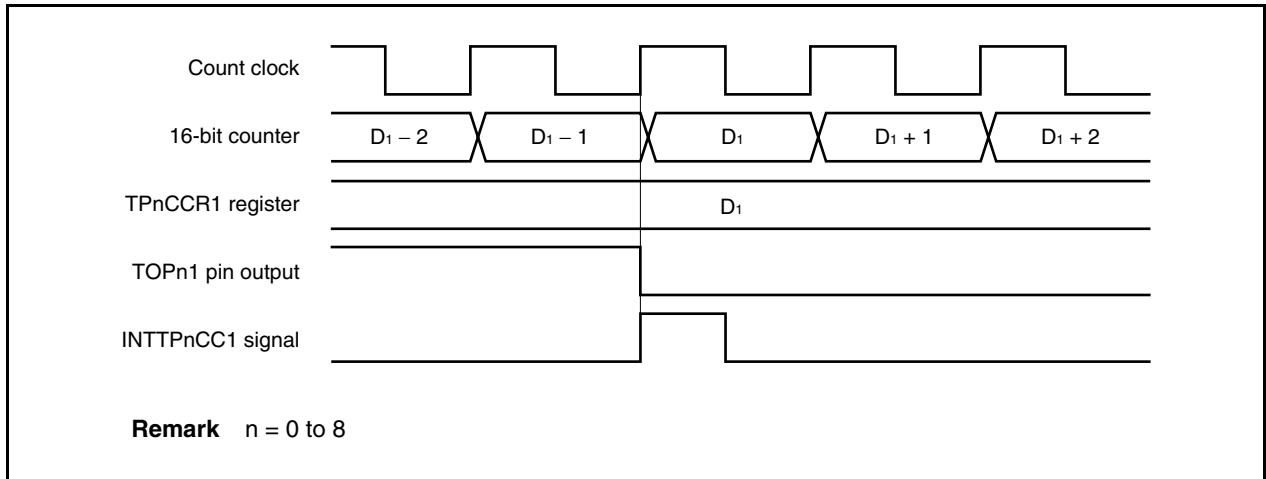 Count clock
16-bit counter
D₁ − 2 D₁ − 1 D₁ D₁ + 1 D₁ + 2
TPnCCR1 register
D₁
TOPn1 pin output
INTTPnCC1 signal
Remark n = 0 to 8